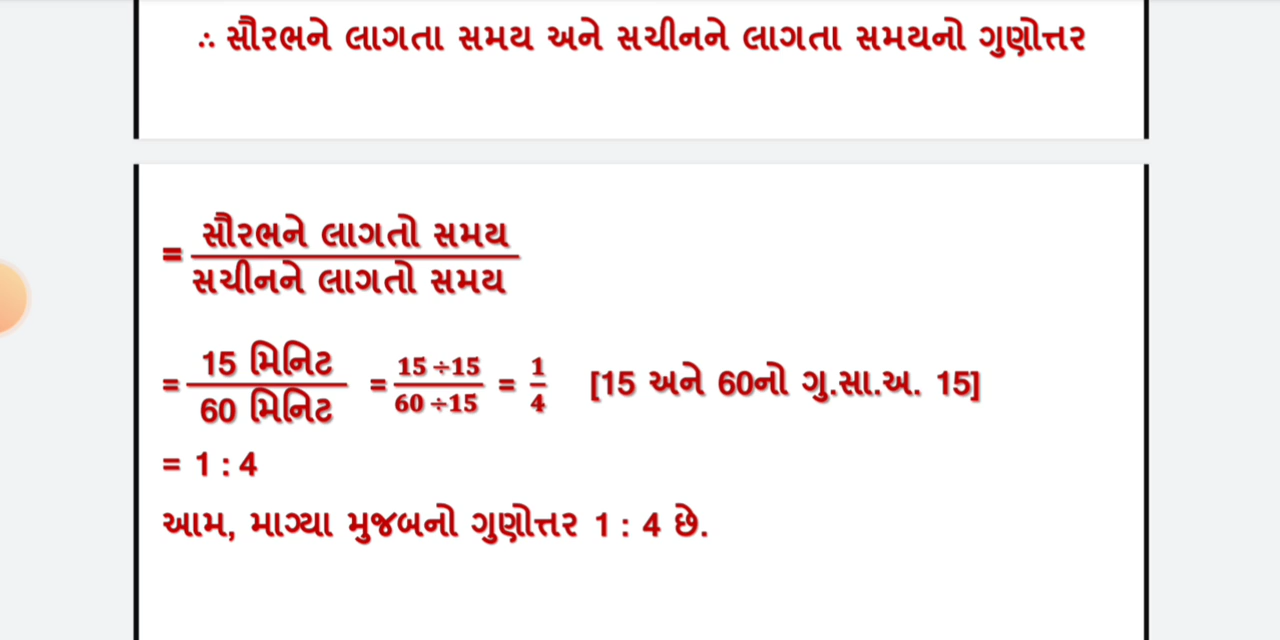 ∴ સૌરભને લાગતા સમય અને સચીનને લાગતા સમયનો ગુણોત્તર
= સૌરભને લાગતો સમય / સચીનને લાગતો સમય
= 15 મિનિટ / 60 મિનિટ = 15 ÷ 15 / 60 ÷ 15 = 1 / 4 [15 અને 60નો ગુ.સા.અ. 15]
= 1 : 4
આમ, માગ્યા મુજબનો ગુણોત્તર 1 : 4 છે.